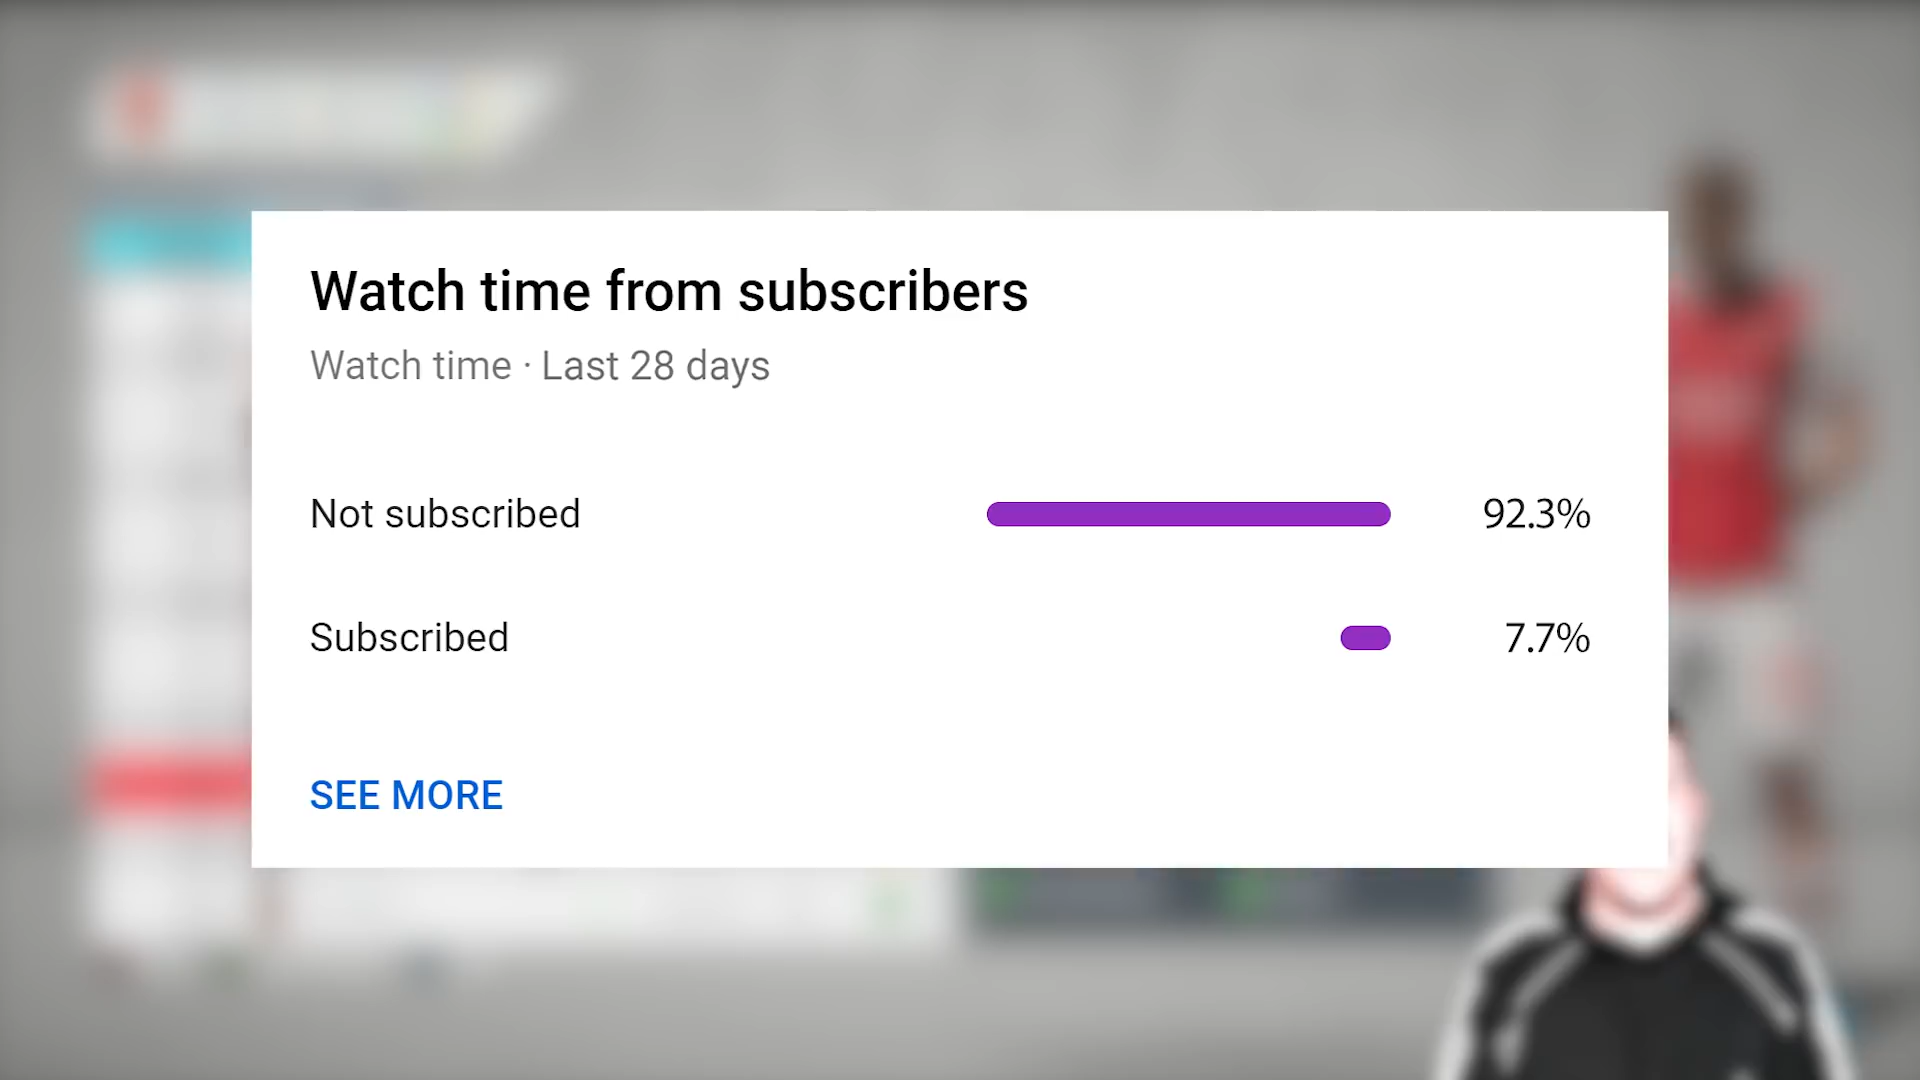 Watch time from subscribers
Watch time · Last 28 days
Not subscribed 92.3%
Subscribed 7.7%
SEE MORE